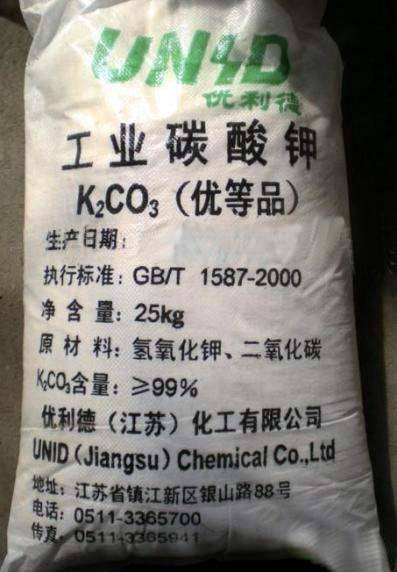 UNID
优利德
工业碳酸钾
K₂CO₃（优等品）
生产日期：
执行标准：GB/T 1587-2000
净含量：25kg
原材料：氢氧化钾、二氧化碳
K₂CO₃含量：≥99%
优利德（江苏）化工有限公司
UNID (Jiangsu) Chemical Co.,Ltd
地址：江苏省镇江新区银山路88号
电话：0511-3365700
传真：0511-3365941